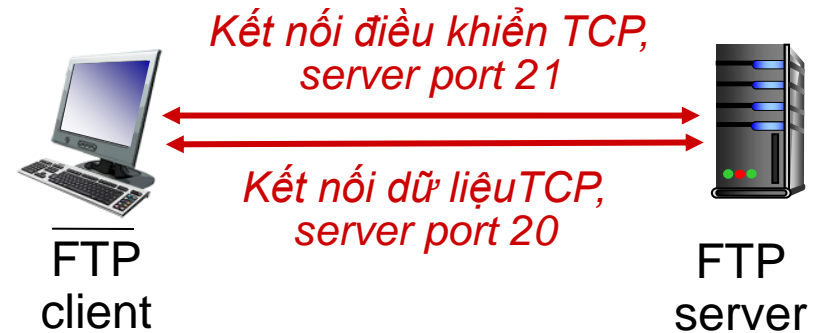 Kết nối điều khiển TCP,
server port 21
Kết nối dữ liệuTCP,
server port 20
FTP
client
FTP
server